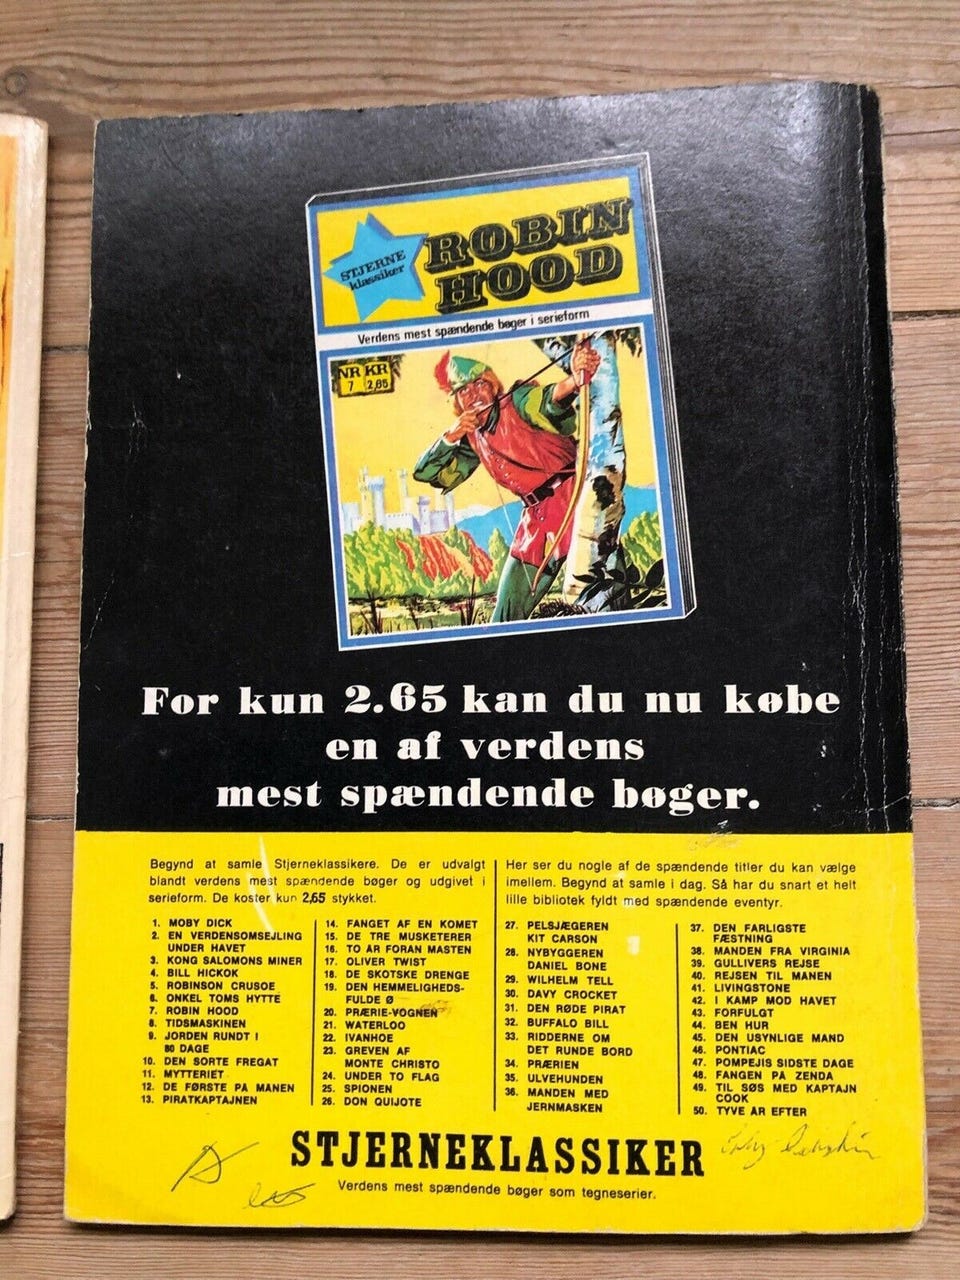 STJERNE
klassiker
ROBIN
HOOD
Verdens mest spændende bøger i serieform
NR KR
7 2,65
For kun 2.65 kan du nu købe
en af verdens
mest spændende bøger.
Begynd at samle Stjerneklassikere. De er udvalgt
blandt verdens mest spændende bøger og udgivet i
serieform. De koster kun 2,65 stykket.
1. MOBY DICK
2. EN VERDENSOMSEJLING
UNDER HAVET
3. KONG SALOMONS MINER
4. BILL HICKOK
5. ROBINSON CRUSOE
6. ONKEL TOMS HYTTE
7. ROBIN HOOD
8. TIDSMASKINEN
9. JORDEN RUNDT I
80 DAGE
10. DEN SORTE FREGAT
11. MYTTERIET
12. DE FØRSTE PÅ MANEN
13. PIRATKAPTAJNEN
14. FANGET AF EN KOMET
15. DE TRE MUSKETERER
16. TO AR FORAN MASTEN
17. OLIVER TWIST
18. DE SKOTSKE DRENGE
19. DEN HEMMELIGHEDS-
FULDE Ø
20. PRÆRIE-VOGNEN
21. WATERLOO
22. IVANHOE
23. GREVEN AF
MONTE CHRISTO
24. UNDER TO FLAG
25. SPIONEN
26. DON QUIJOTE
Her ser du nogle af de spændende titler du kan vælge
imellem. Begynd at samle i dag. Så har du snart et helt
lille bibliotek fyldt med spændende eventyr.
27. PELSJÆGEREN
KIT CARSON
28. NYBYGGEREN
DANIEL BONE
29. WILHELM TELL
30. DAVY CROCKET
31. DEN RØDE PIRAT
32. BUFFALO BILL
33. RIDDERNE OM
DET RUNDE BORD
34. PRÆRIEN
35. ULVEHUNDEN
36. MANDEN MED
JERNMASKEN
37. DEN FARLIGSTE
FÆSTNING
38. MANDEN FRA VIRGINIA
39. GULLIVERS REJSE
40. REJSEN TIL MANEN
41. LIVINGSTONE
42. I KAMP MOD HAVET
43. FORFULGT
44. BEN HUR
45. DEN USYNLIGE MAND
46. PONTIAC
47. POMPEJIS SIDSTE DAGE
48. FANGEN PÅ ZENDA
49. TIL SØS MED KAPTAJN
COOK
50. TYVE AR EFTER
STJERNEKLASSIKER
Verdens mest spændende bøger som tegneserier.